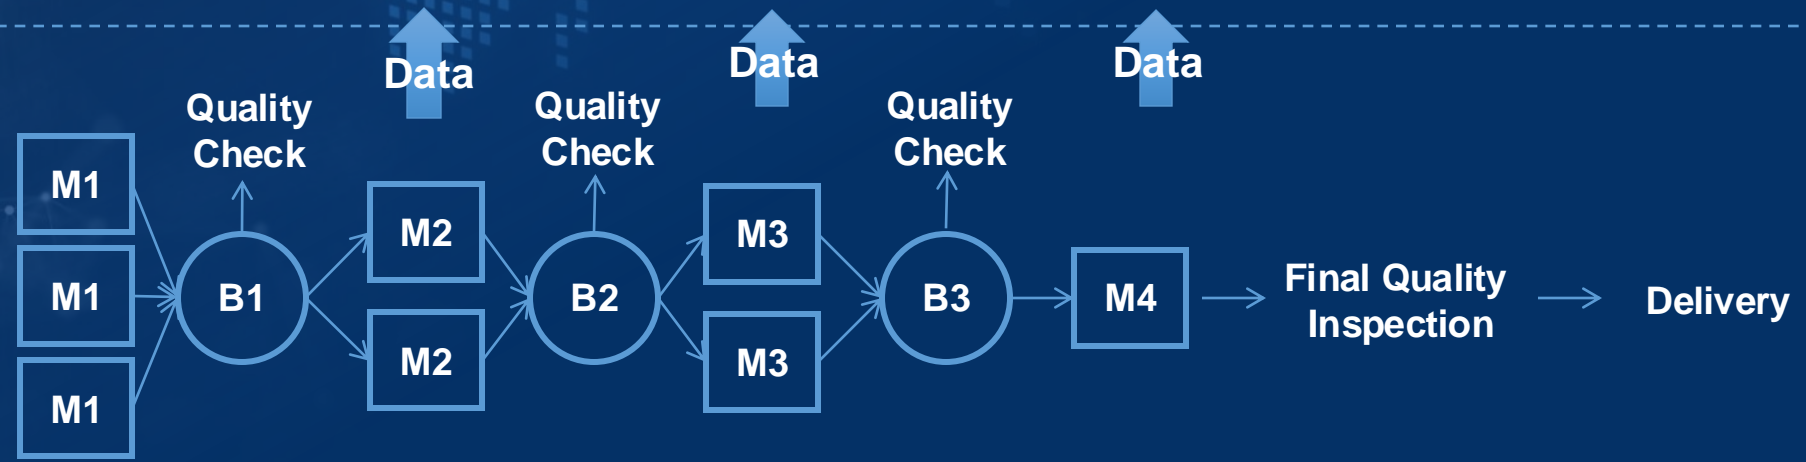 Data
Data
Data
Quality
Check
Quality
Check
Quality
Check
M1
M1
M1
B1
M2
M2
B2
M3
M3
B3
M4
Final Quality
Inspection
Delivery